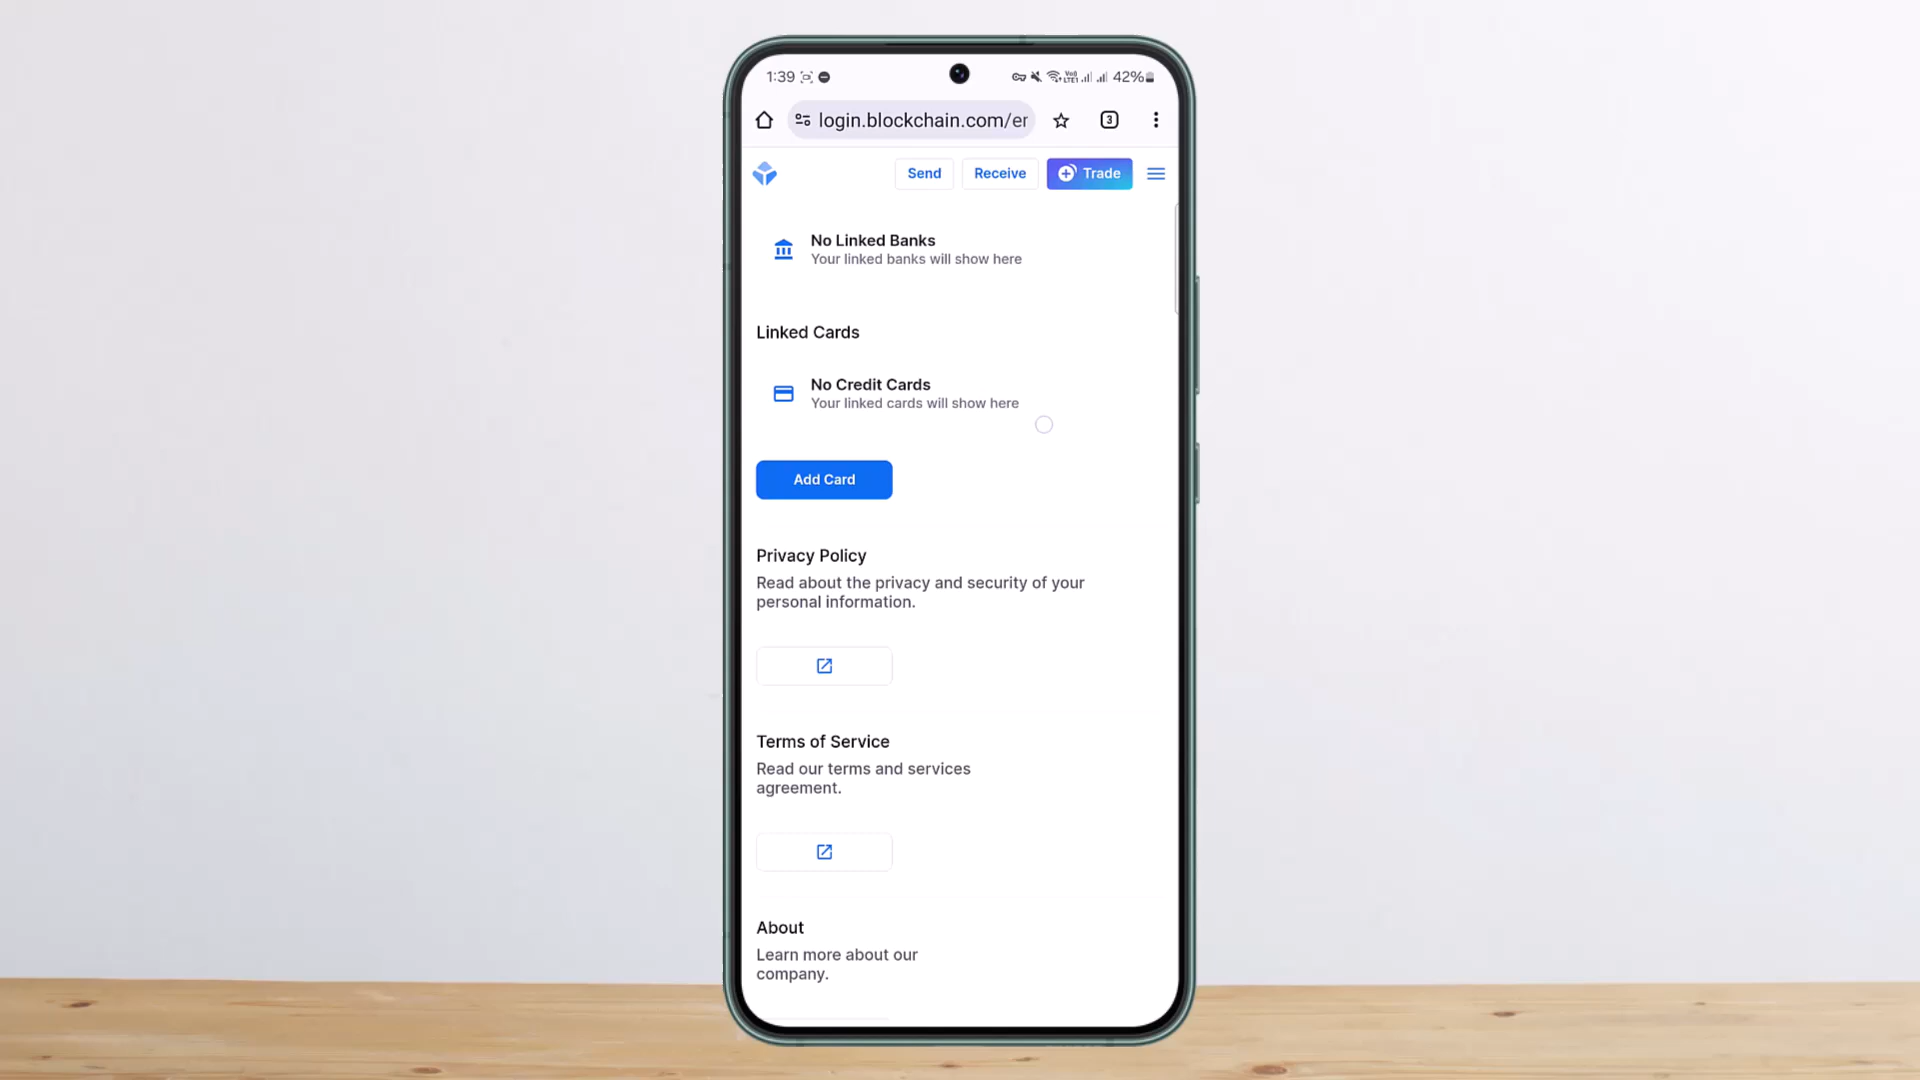 1:39
42%
login.blockchain.com/er
3
Send
Receive
Trade
No Linked Banks
Your linked banks will show here
Linked Cards
No Credit Cards
Your linked cards will show here
Add Card
Privacy Policy
Read about the privacy and security of your
personal information.
Terms of Service
Read our terms and services
agreement.
About
Learn more about our
company.